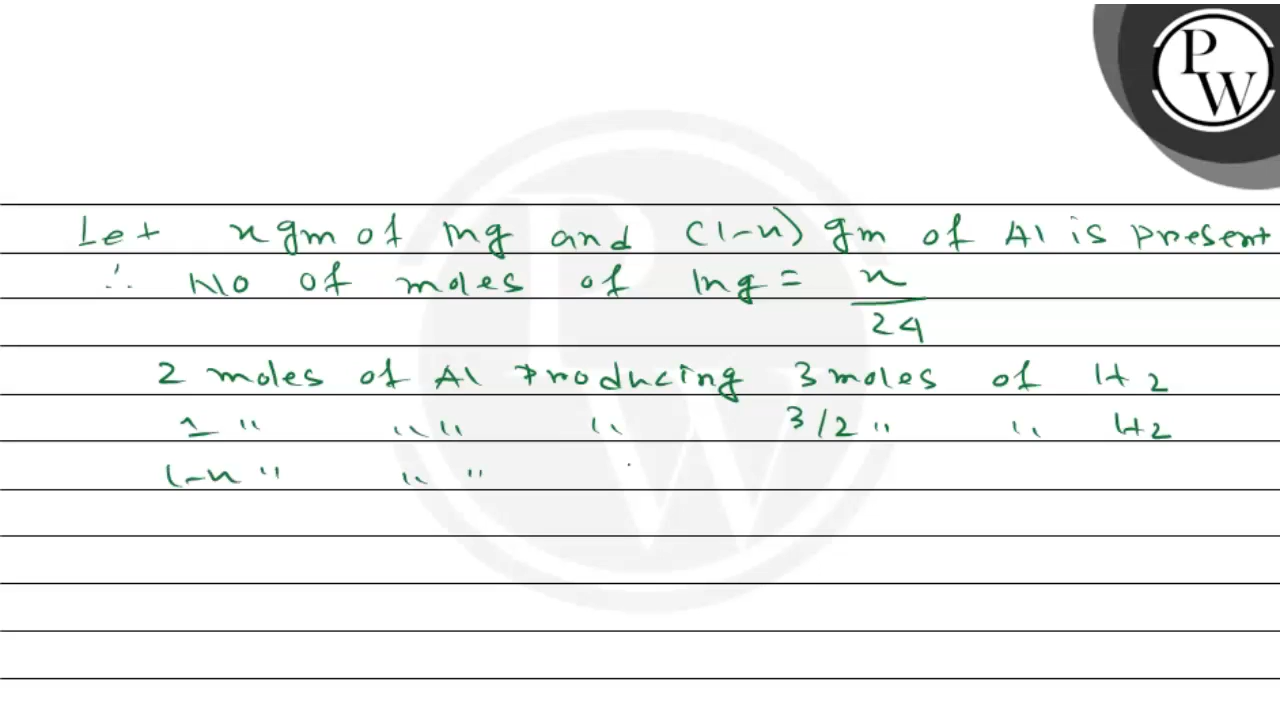 P
W
Let x gm of Mg and (1-x) gm of Al is present
∴ No of moles of Mg = x/24
2 moles of Al producing 3 moles of H2
1 " " " " 3/2 " " H2
1-x " " "